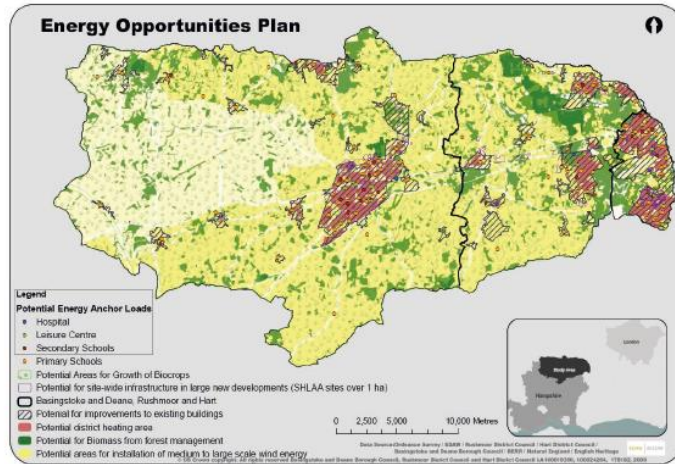 Energy Opportunities Plan
Legend
Potential Energy Anchor Loads
Hospital
Leisure Centre
Secondary Schools
Primary Schools
Potential Areas for Growth of Biocrops
Potential for site-wide infrastructure in large new developments (SHLAA sites over 1 ha)
Basingstoke and Deane, Rushmoor and Hart
Potenial for improvements to existing buildings
Potential district heating area
Potential for Biomass from forest management
Potential areas for installation of medium to large scale wind energy
0 2,500 5,000 10,000 Metres
London
Study Area
Hampshire